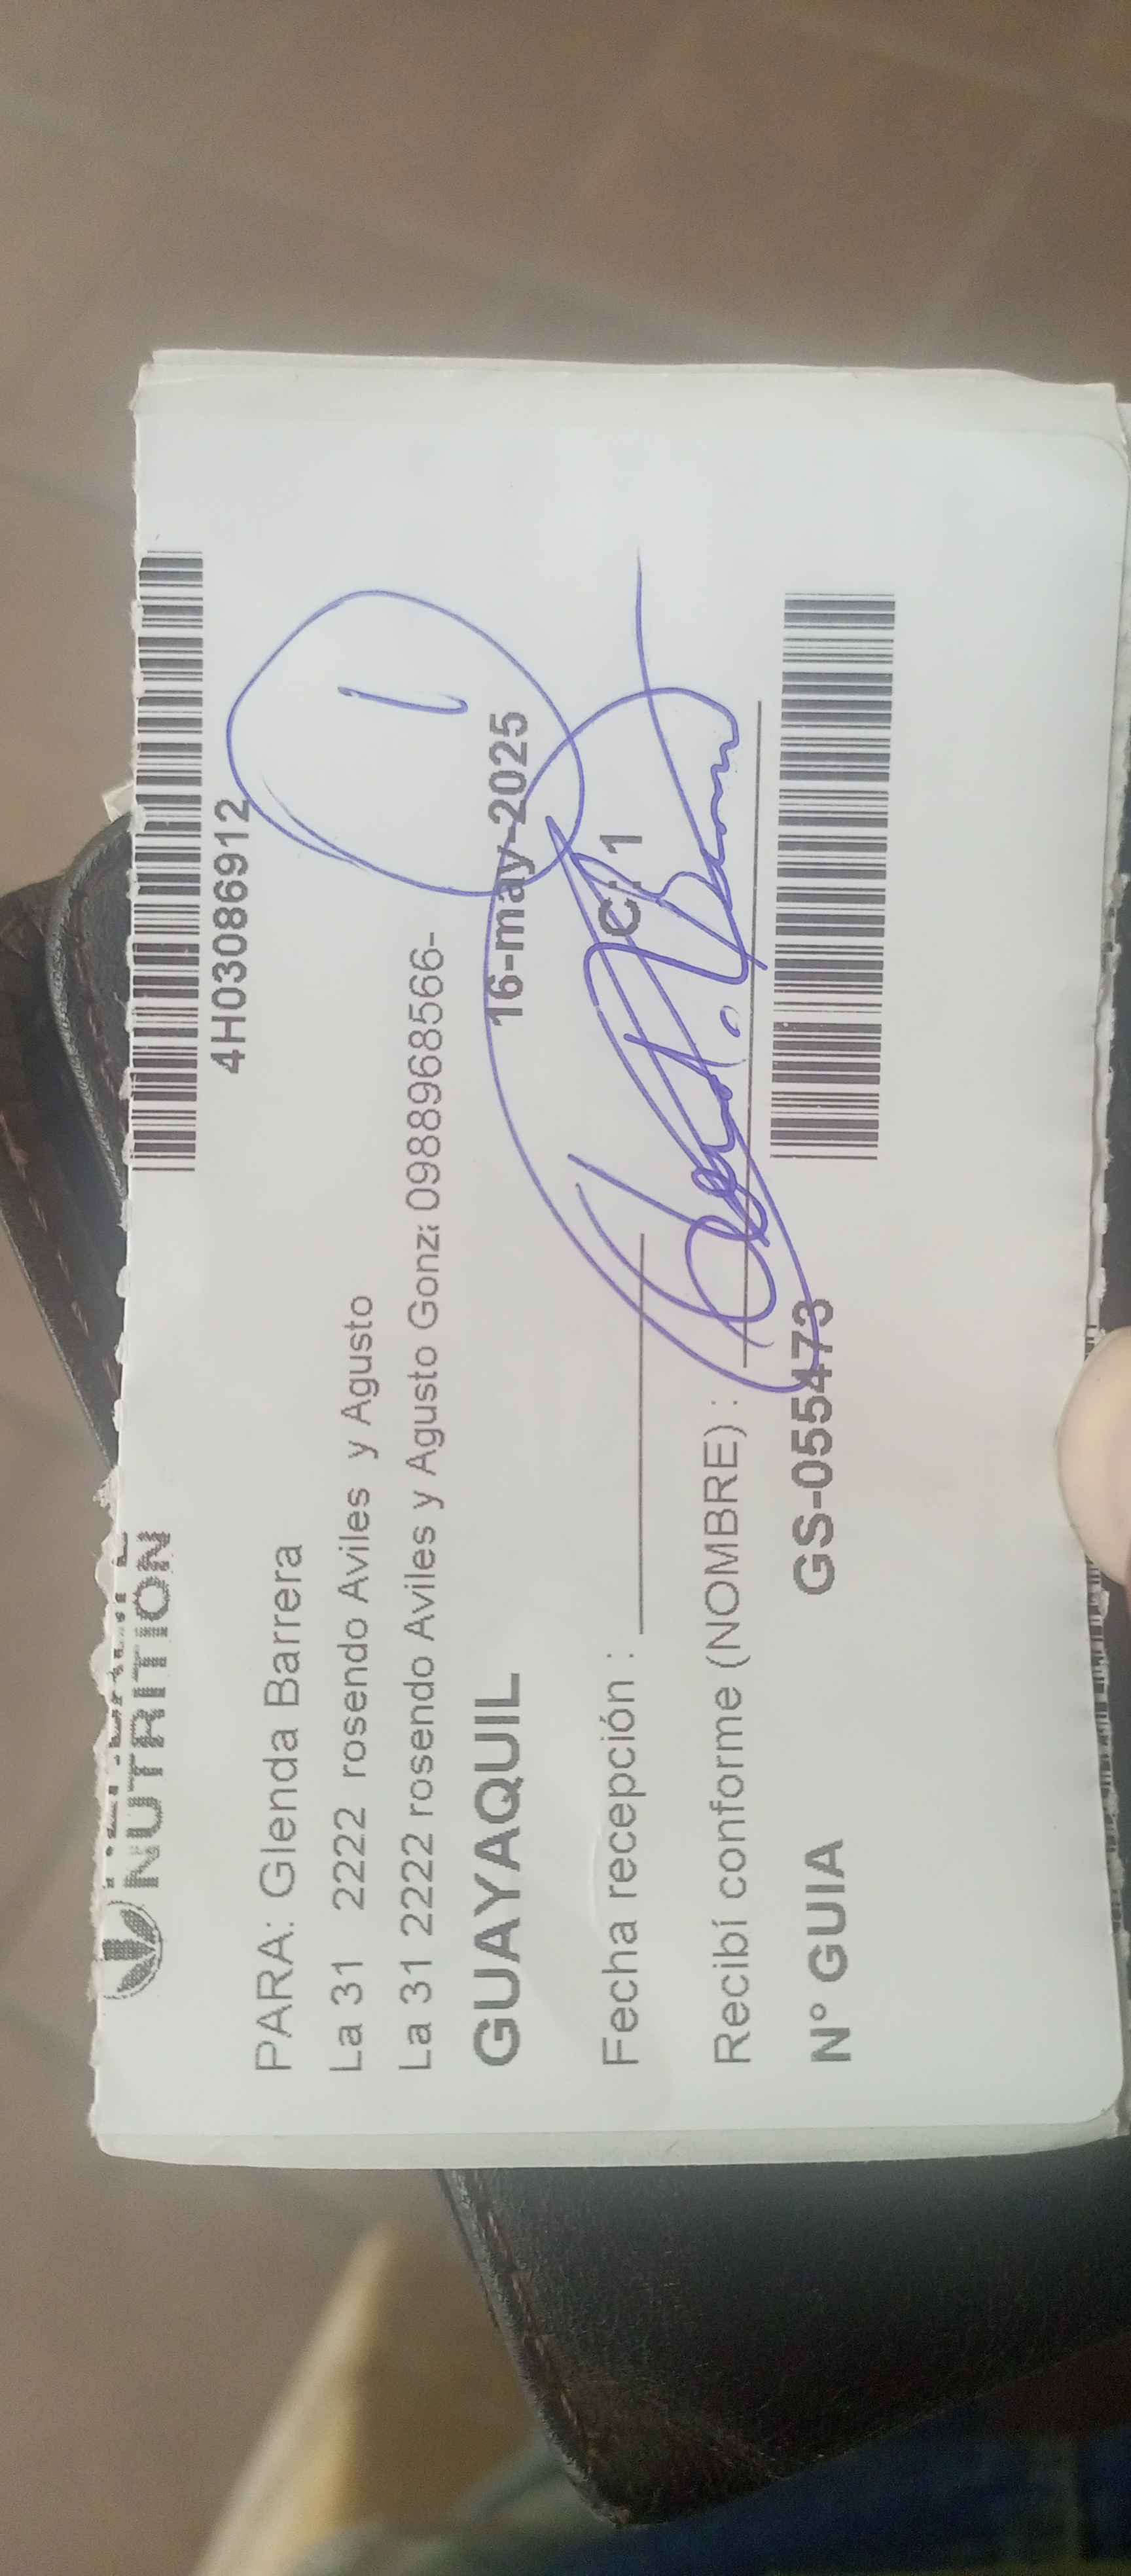 NUTRITION
4H03086912
PARA: Glenda Barrera
La 31 2222 rosendo Aviles y Agusto
La 31 2222 rosendo Aviles y Agusto Gonz: 0988968566-
GUAYAQUIL 16-may-2025
1
Fecha recepción : C: 1
Recibí conforme (NOMBRE) :
N° GUIA GS-055473